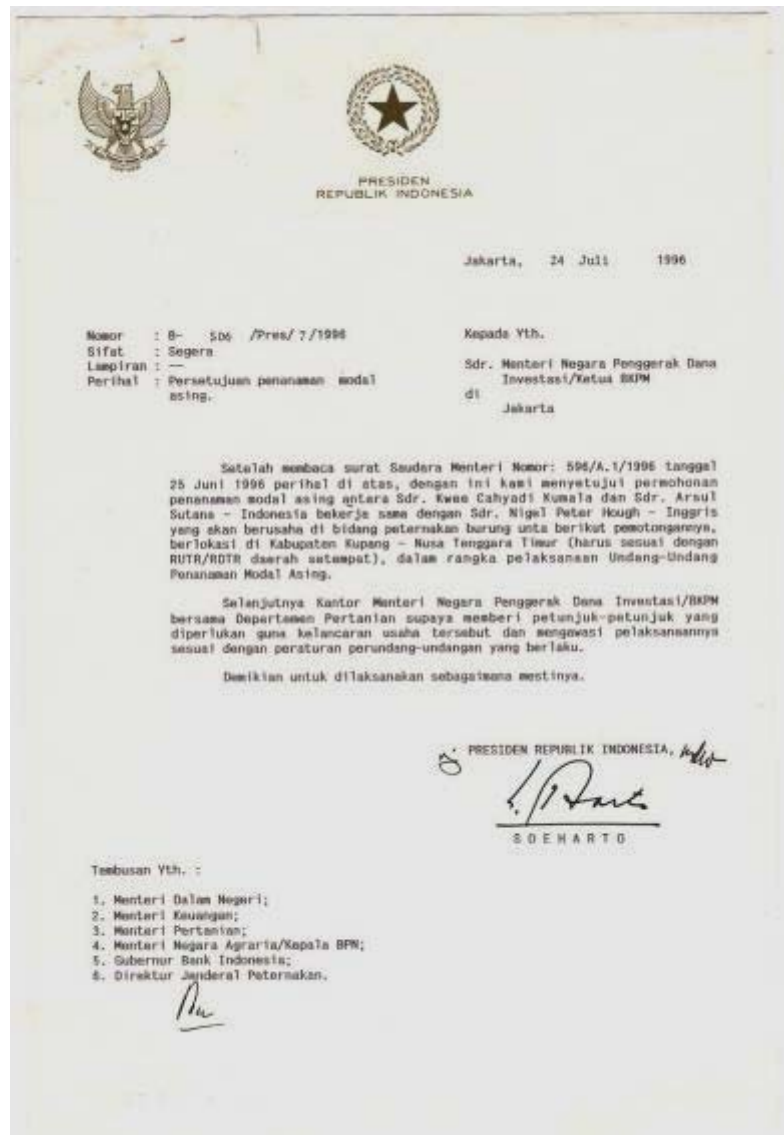 PRESIDEN
REPUBLIK INDONESIA
Jakarta, 24 Juli 1996
Nomor : B- 506 /Pres/ 7 /1996
Sifat : Segera
Lampiran : —
Perihal : Persetujuan penanaman modal
asing.
Kepada Yth.
Sdr. Menteri Negara Penggerak Dana
Investasi/Ketua BKPM
di
Jakarta
Setelah membaca surat Saudara Menteri Nomor: 596/A.1/1996 tanggal
25 Juni 1996 perihal di atas, dengan ini kami menyetujui permohonan
penanaman modal asing antara Sdr. Kwee Cahyadi Kumala dan Sdr. Arsul
Sutana - Indonesia bekerja sama dengan Sdr. Nigel Peter Hough - Inggris
yang akan berusaha di bidang peternakan burung unta berikut pemotongannya,
berlokasi di Kabupaten Kupang - Nusa Tenggara Timur (harus sesuai dengan
RUTR/RDTR daerah setempat), dalam rangka pelaksanaan Undang-Undang
Penanaman Modal Asing.
Selanjutnya Kantor Menteri Negara Penggerak Dana Investasi/BKPM
bersama Departemen Pertanian supaya memberi petunjuk-petunjuk yang
diperlukan guna kelancaran usaha tersebut dan mengawasi pelaksanaannya
sesuai dengan peraturan perundang-undangan yang berlaku.
Demikian untuk dilaksanakan sebagaimana mestinya.
PRESIDEN REPUBLIK INDONESIA,
SOEHARTO
Tembusan Yth. :
1. Menteri Dalam Negeri;
2. Menteri Keuangan;
3. Menteri Pertanian;
4. Menteri Negara Agraria/Kepala BPN;
5. Gubernur Bank Indonesia;
6. Direktur Jenderal Peternakan.